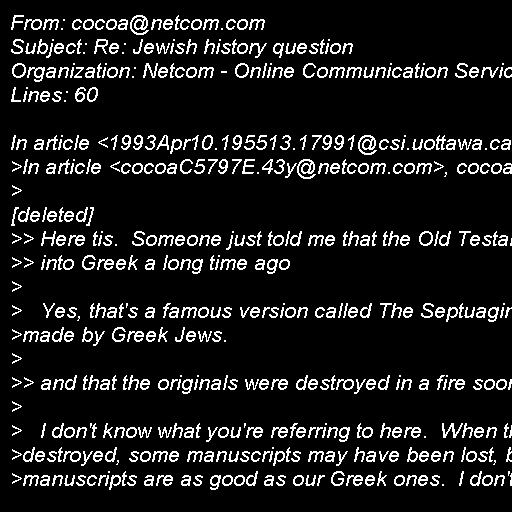 From: cocoa@netcom.com
Subject: Re: Jewish history question
Organization: Netcom - Online Communication Servic
Lines: 60

In article <1993Apr10.195513.17991@csi.uottawa.ca
>In article <cocoaC5797E.43y@netcom.com>, cocoa
>
[deleted]
>> Here tis.  Someone just told me that the Old Testa
>> into Greek a long time ago
>
>   Yes, that's a famous version called The Septuagin
>made by Greek Jews.
>
>> and that the originals were destroyed in a fire soon
>
>   I don't know what you're referring to here.  When th
>destroyed, some manuscripts may have been lost, b
>manuscripts are as good as our Greek ones.  I don't